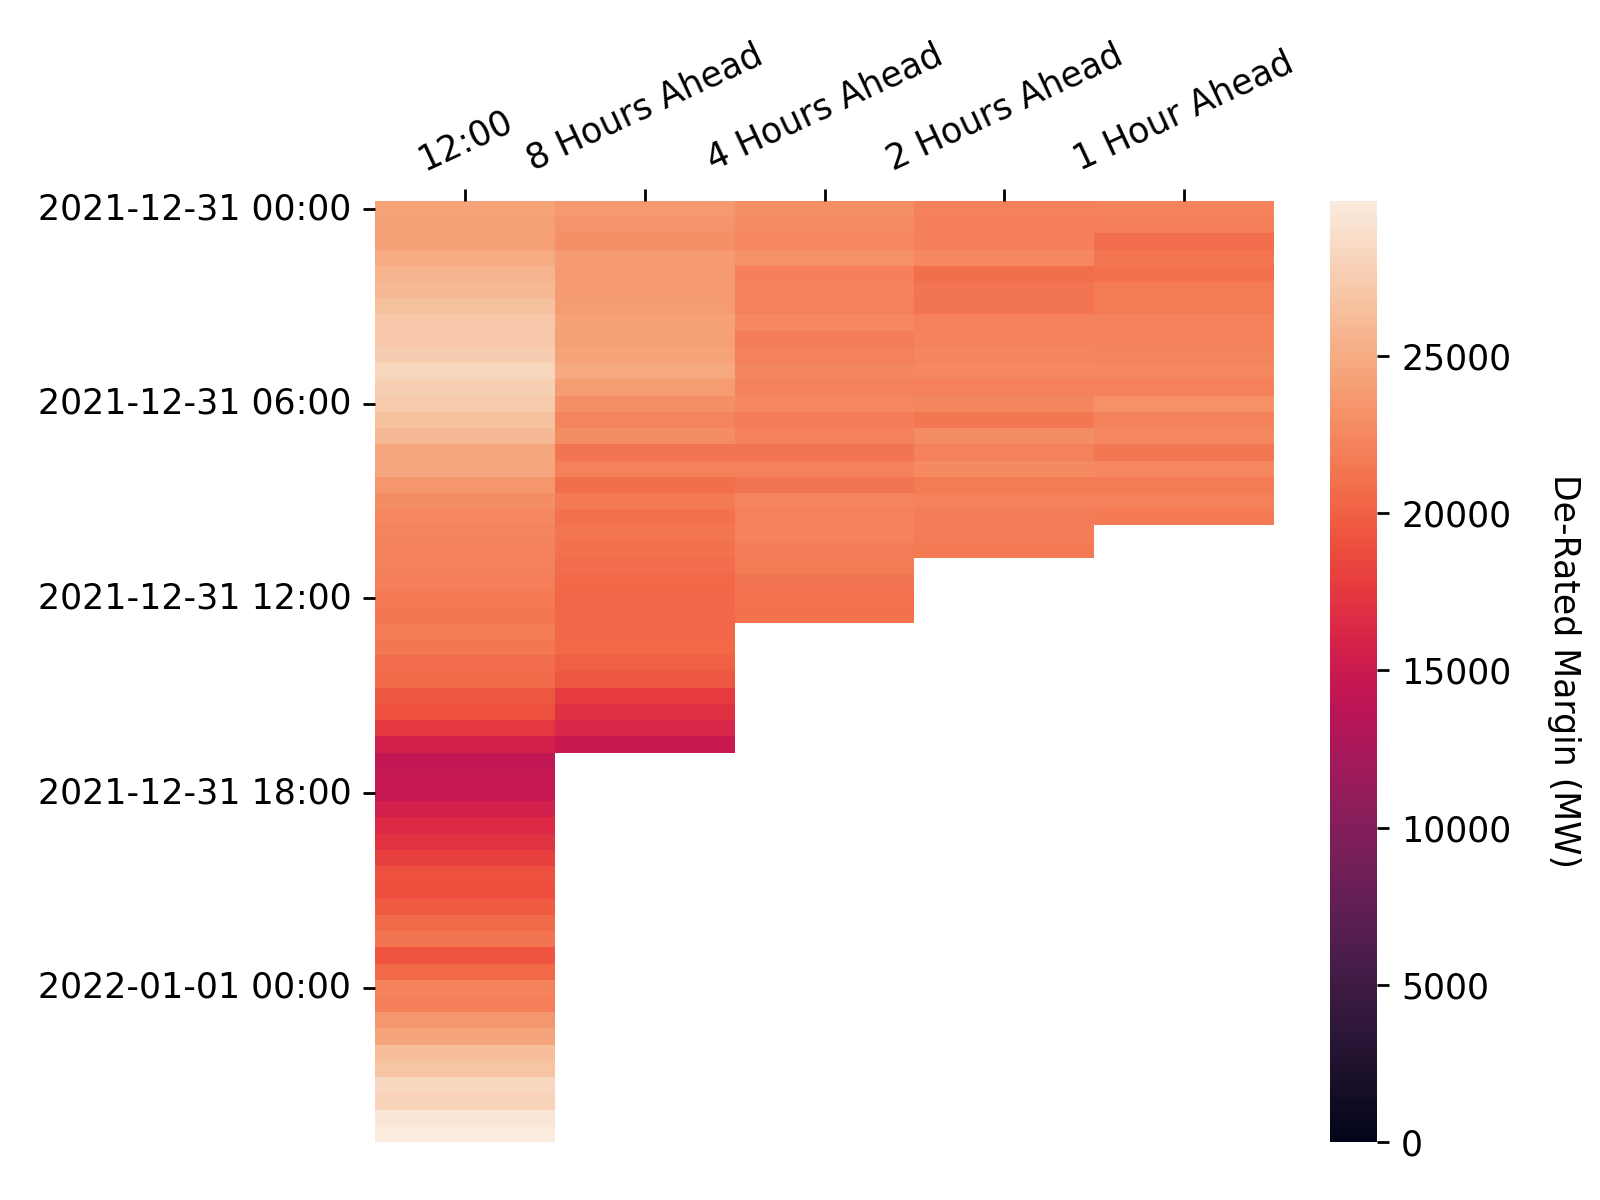 12:00
8 Hours Ahead
4 Hours Ahead
2 Hours Ahead
1 Hour Ahead
2021-12-31 00:00
2021-12-31 06:00
2021-12-31 12:00
2021-12-31 18:00
2022-01-01 00:00
25000
20000
15000
10000
5000
0
De-Rated Margin (MW)